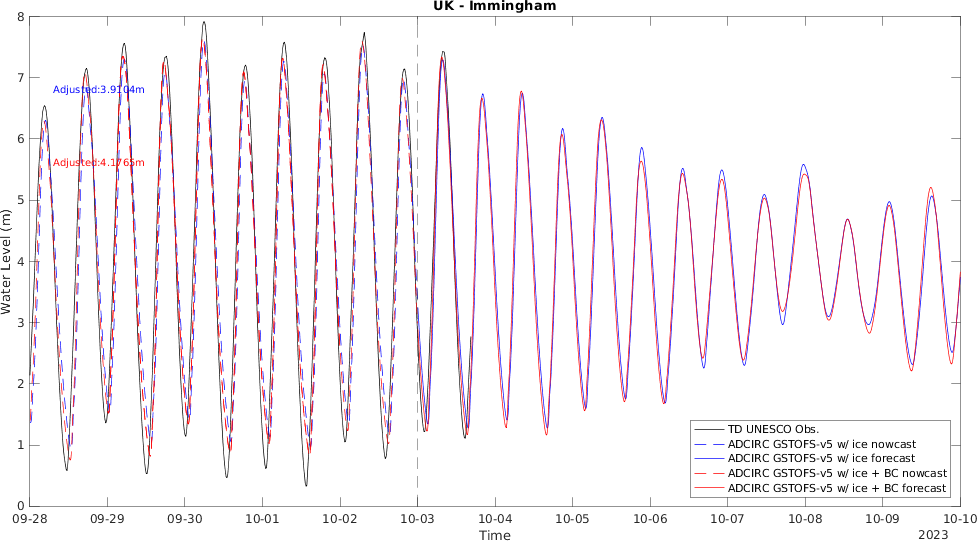 UK - Immingham
8
7
6
5
4
3
2
1
0
Water Level (m)
Adjusted:3.9104m
Adjusted:4.1765m
TD UNESCO Obs.
ADCIRC GSTOFS-v5 w/ ice nowcast
ADCIRC GSTOFS-v5 w/ ice forecast
ADCIRC GSTOFS-v5 w/ ice + BC nowcast
ADCIRC GSTOFS-v5 w/ ice + BC forecast
09-28 09-29 09-30 10-01 10-02 10-03 10-04 10-05 10-06 10-07 10-08 10-09 10-10
Time
2023